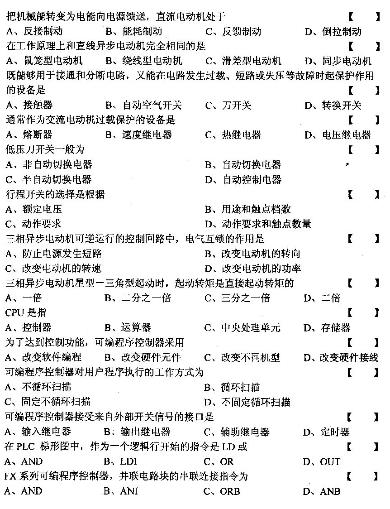 把机械能转变为电能向电源馈送，直流电动机处于 【 】
A、反接制动 B、能耗制动 C、反馈制动 D、倒拉制动
在工作原理上和直线异步电动机完全相同的是 【 】
A、鼠笼型电动机 B、绕线型电动机 C、滑差型电动机 D、同步电动机
既能够用于接通和分断电路，又能在电路发生过载、短路或失压等故障时起保护作用
的设备是 【 】
A、接触器 B、自动空气开关 C、刀开关 D、转换开关
通常作为交流电动机过载保护的设备是 【 】
A、熔断器 B、速度继电器 C、热继电器 D、电压继电器
低压刀开关一般为 【 】
A、非自动切换电器 B、自动切换电器
C、半自动切换电器 D、自动控制电器
行程开关的选择是根据 【 】
A、额定电压 B、用途和触点档数
C、动作要求 D、动作要求和触点数量
三相异步电动机可逆运行的控制回路中，电气互锁的作用是 【 】
A、防止电源发生短路 B、改变电动机的转向
C、改变电动机的转速 D、改变电动机的功率
三相异步电动机星型一三角型起动时，起动转矩是直接起动转矩的 【 】
A、一倍 B、二分之一倍 C、三分之一倍 D、二倍
CPU是指 【 】
A、控制器 B、运算器 C、中央处理单元 D、存储器
为了达到控制功能，可编程序控制器采用 【 】
A、改变软件编程 B、改变硬件元件 C、改变不同机型 D、改变硬件接线
可编程序控制器对用户程序执行的工作方式为 【 】
A、不循环扫描 B、循环扫描
C、固定不循环扫描 D、不固定循环扫描
可编程序控制器接受来自外部开关信号的接口是 【 】
A、输入继电器 B、输出继电器 C、辅助继电器 D、定时器
在PLC 梯形图中，作为一个逻辑行开始的指令是 LD 或 【 】
A、AND B、LDI C、OR D、OUT
FX系列可编程序控制器，并联电路块的串联连接指令为 【 】
A、AND B、ANI C、ORB D、ANB